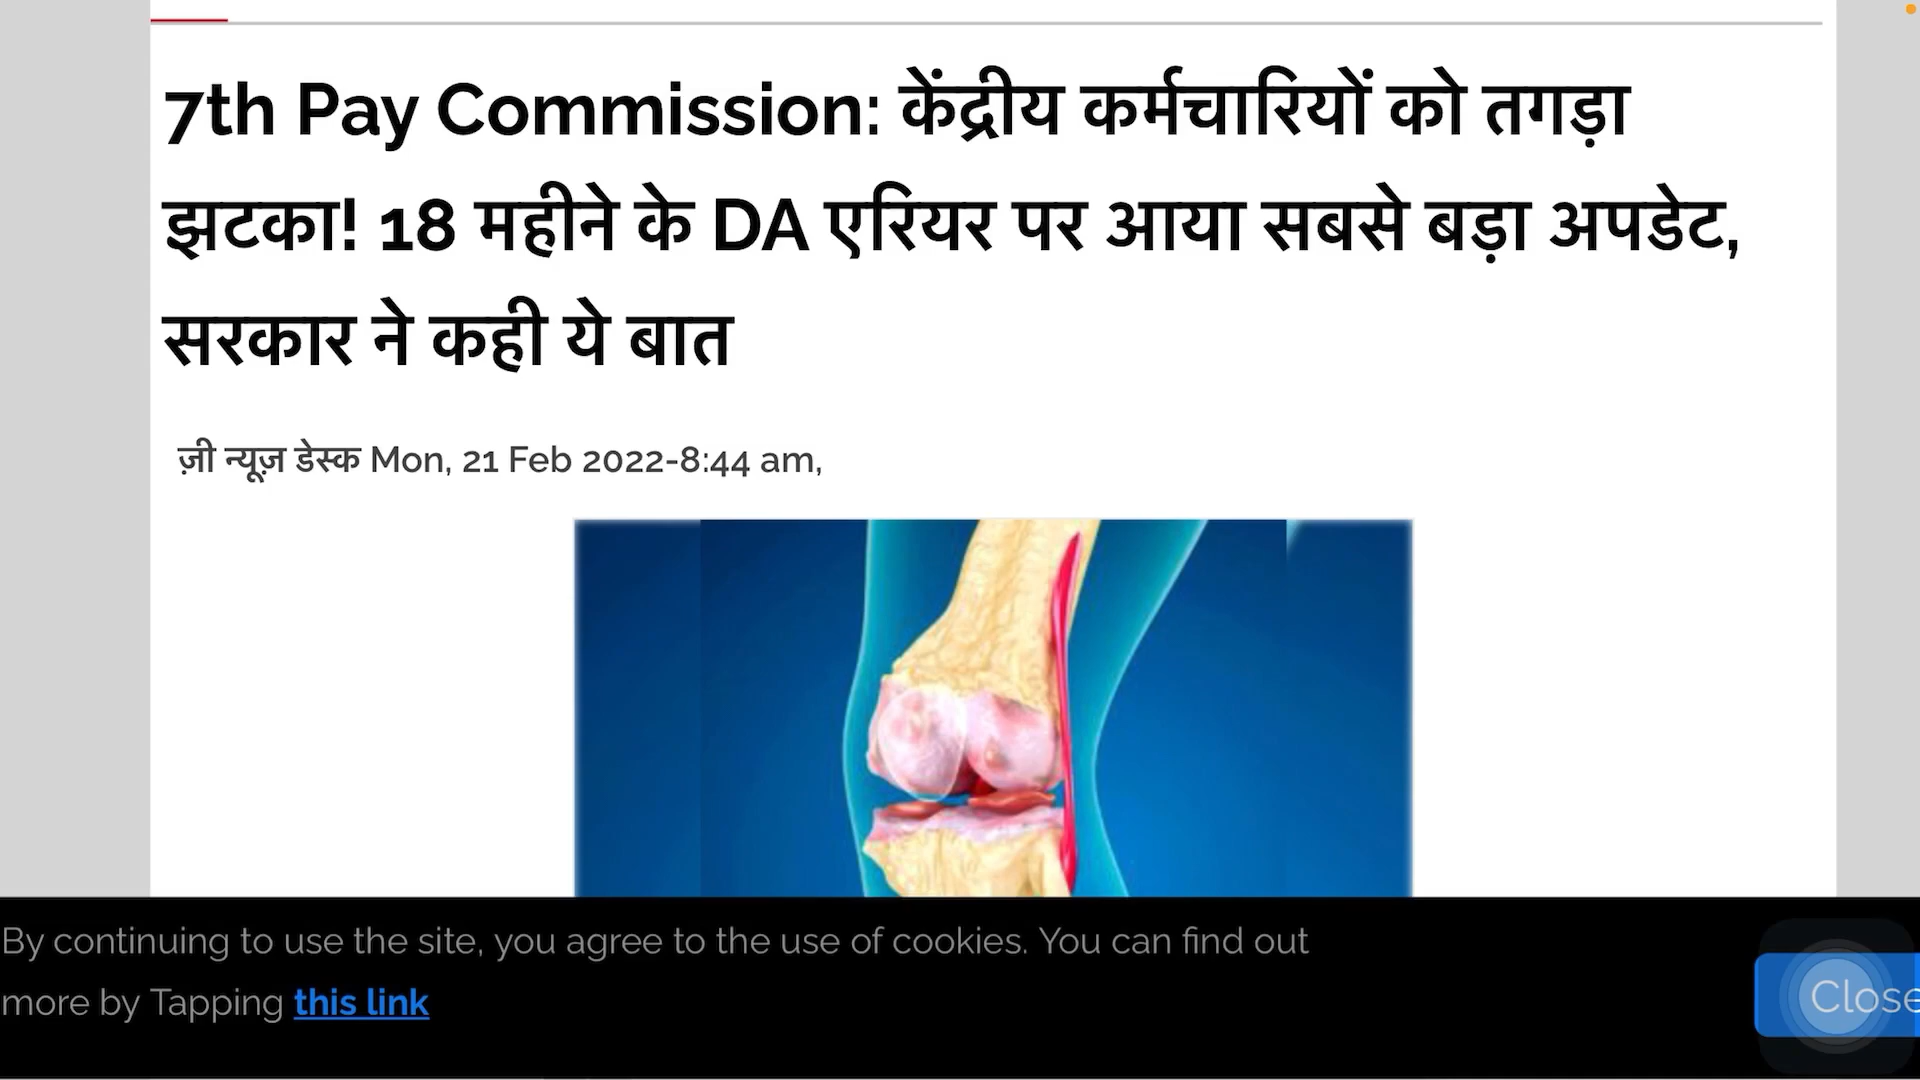 7th Pay Commission: केंद्रीय कर्मचारियों को तगड़ा
झटका! 18 महीने के DA एरियर पर आया सबसे बड़ा अपडेट,
सरकार ने कही ये बात
ज़ी न्यूज़ डेस्क Mon, 21 Feb 2022-8:44 am,
By continuing to use the site, you agree to the use of cookies. You can find out
more by Tapping this link
Close